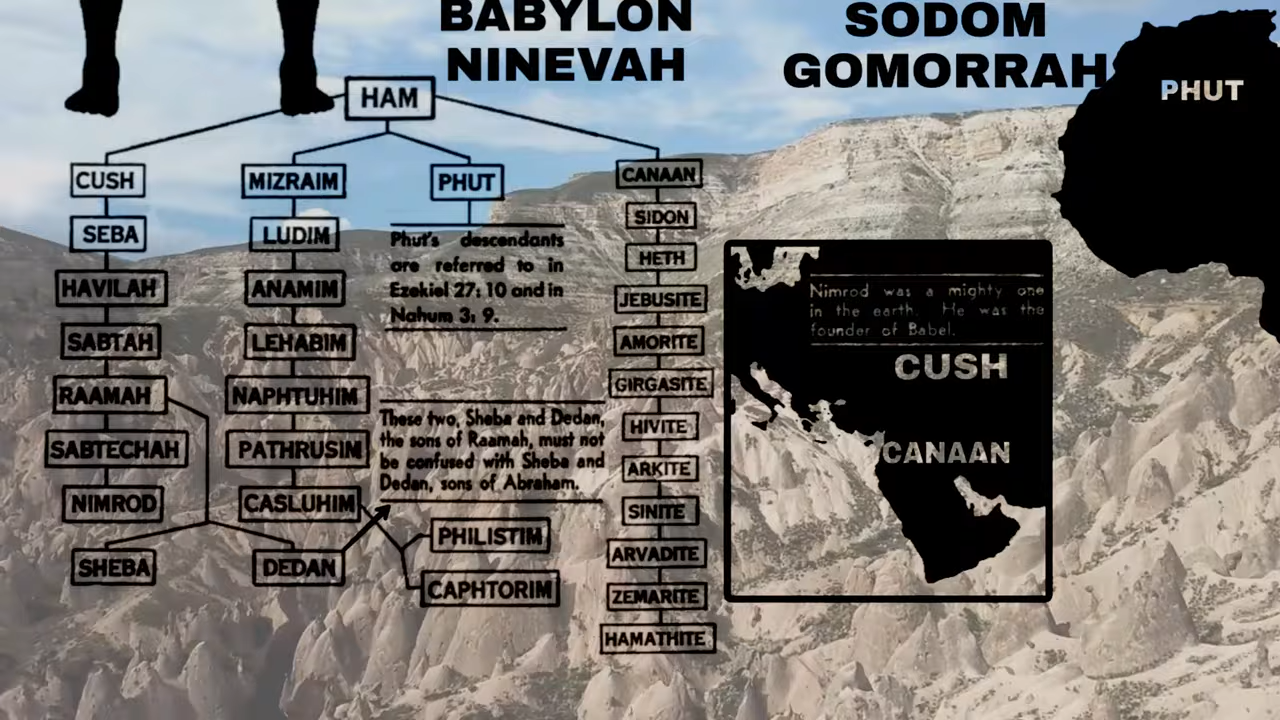 BABYLON
NINEVAH
SODOM
GOMORRAH
PHUT
HAM
CUSH
SEBA
HAVILAH
SABTAH
RAAMAH
SABTECHAH
NIMROD
SHEBA
DEDAN
MIZRAIM
LUDIM
ANAMIM
LEHABIM
NAPHTUHIM
PATHRUSIM
CASLUHIM
PHILISTIM
CAPHTORIM
PHUT
Phut's descendants
are referred to in
Ezekiel 27: 10 and in
Nahum 3: 9.
These two, Sheba and Dedan,
the sons of Raamah, must not
be confused with Sheba and
Dedan, sons of Abraham.
CANAAN
SIDON
HETH
JEBUSITE
AMORITE
GIRGASITE
HIVITE
ARKITE
SINITE
ARVADITE
ZEMARITE
HAMATHITE
Nimrod was a mighty one
in the earth. He was the
founder of Babel.
CUSH
CANAAN